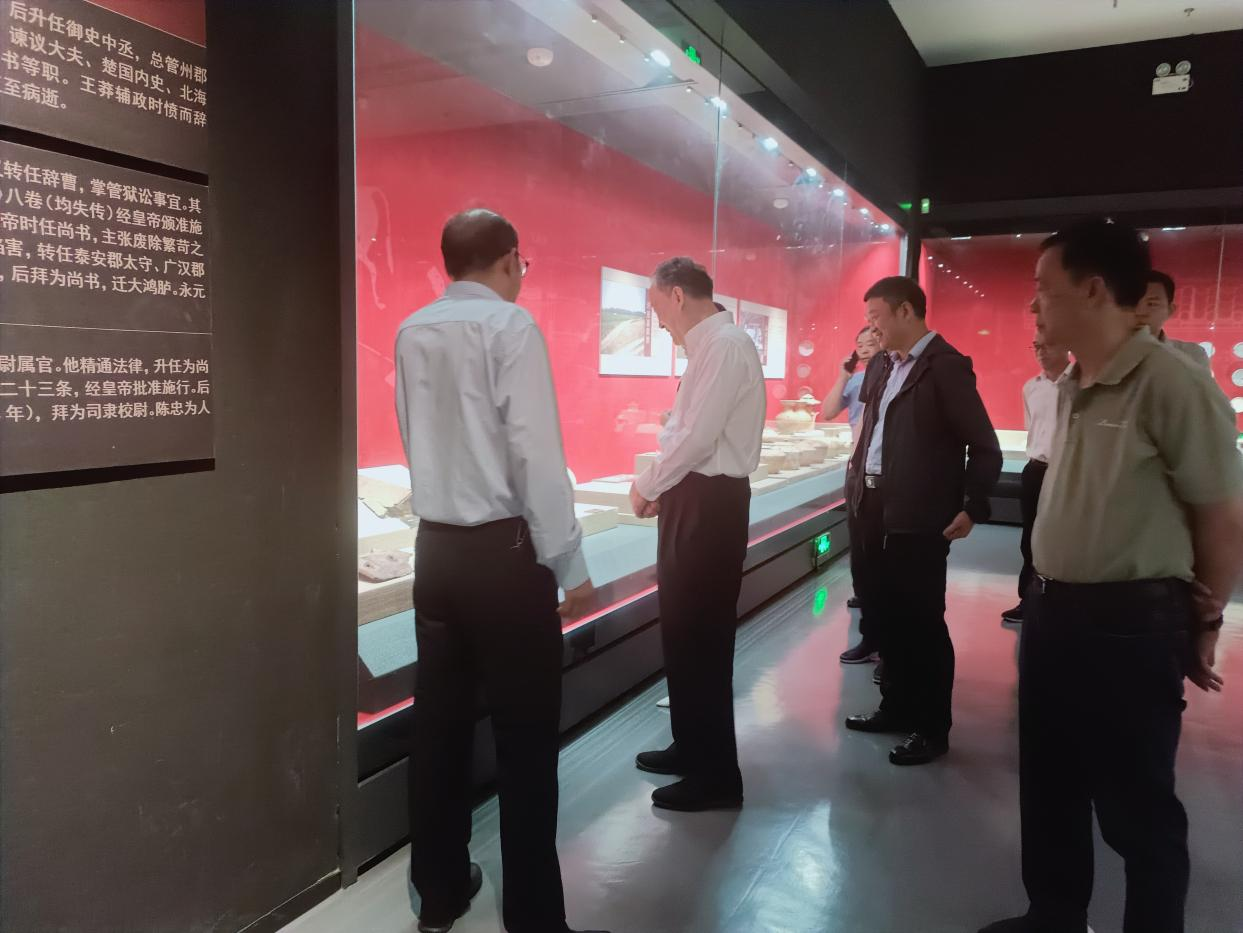 后升任御史中丞，总管州郡
谏议大夫、楚国内史、北海
书等职。王莽辅政时愤而辞
至病逝。
转任辞曹，掌管狱讼事宜。其
八卷（均失传）经皇帝颁准施
帝时任尚书，主张废除繁苛之
害，转任泰安郡太守、广汉郡
，后拜为尚书，迁大鸿胪。永元
尉属官。他精通法律，升任为尚
二十三条，经皇帝批准施行。后
年），拜为司隶校尉。陈忠为人